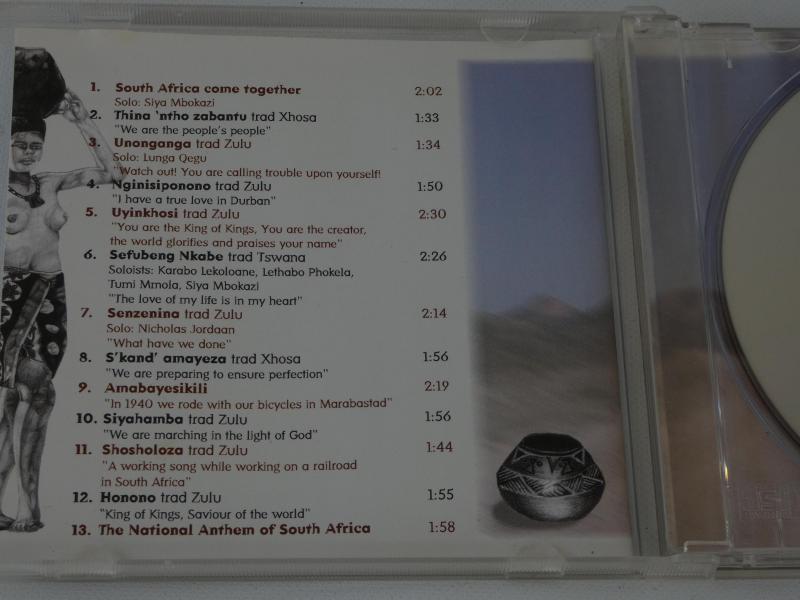 1. South Africa come together 2:02
Solo: Siya Mbokazi
2. Thina 'ntho zabantu trad Xhosa 1:33
"We are the people's people"
3. Unonganga trad Zulu 1:34
Solo: Lunga Qegu
"Watch out! You are calling trouble upon yourself!
4. Nginisiponono trad Zulu 1:50
"I have a true love in Durban"
5. Uyinkhosi trad Zulu 2:30
"You are the King of Kings, You are the creator,
the world glorifies and praises your name"
6. Sefubeng Nkabe trad Tswana 2:26
Soloists: Karabo Lekoloane, Lethabo Phokela,
Tumi Mmola, Siya Mbokazi
"The love of my life is in my heart"
7. Senzenina trad Zulu 2:14
Solo: Nicholas Jordaan
"What have we done"
8. S'kand' amayeza trad Xhosa 1:56
"We are preparing to ensure perfection"
9. Amabayesikili 2:19
"In 1940 we rode with our bicycles in Marabastad"
10. Siyahamba trad Zulu 1:56
"We are marching in the light of God"
11. Shosholoza trad Zulu 1:44
"A working song while working on a railroad
in South Africa"
12. Honono trad Zulu 1:55
"King of Kings, Saviour of the world"
13. The National Anthem of South Africa 1:58